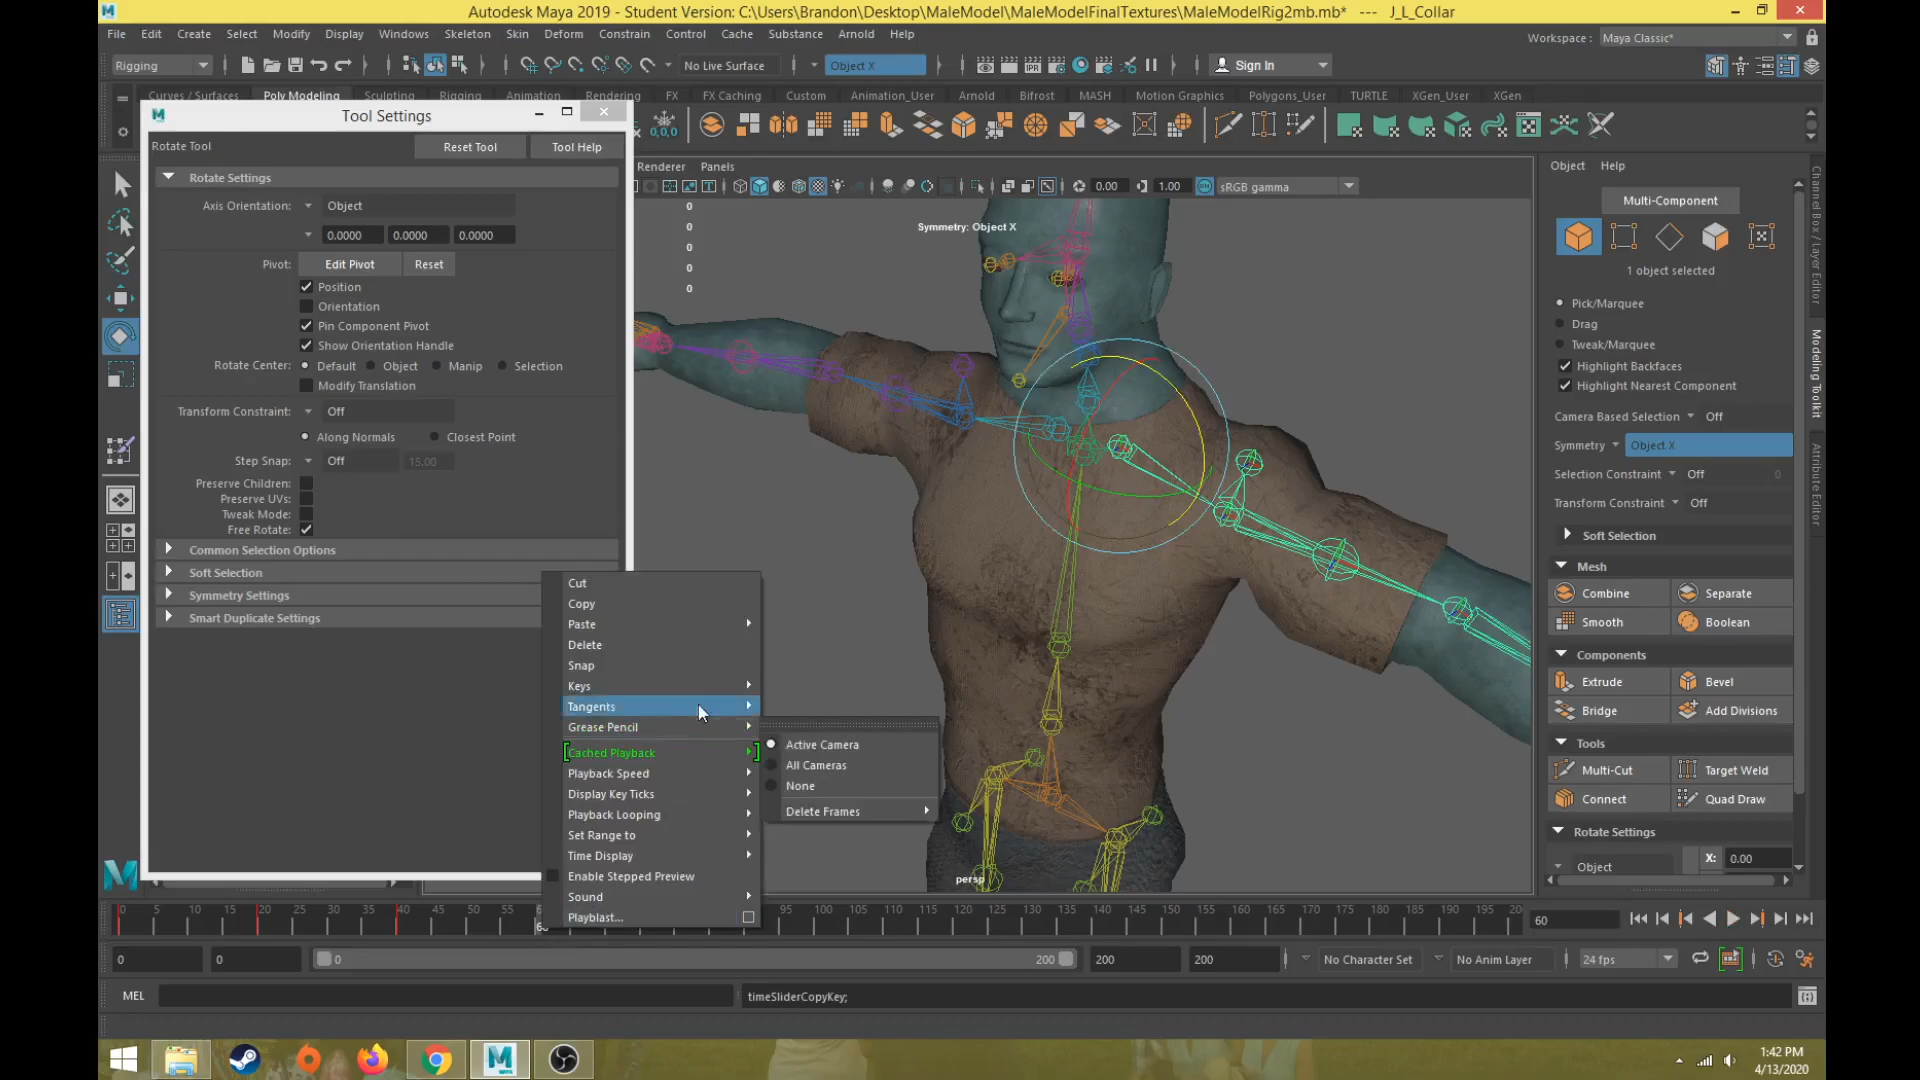 Autodesk Maya 2019 - Student Version: C:\Users\Brandon\Desktop\MaleModel\MaleModelFinalTextures\MaleModelRig2mb.mb* --- J_L_Collar
File Edit Create Select Modify Display Windows Skeleton Skin Deform Constrain Control Cache Substance Arnold Help
Workspace : Maya Classic*
Rigging No Live Surface Object X Sign In
Curves / Surfaces Poly Modeling Sculpting Rigging Animation Rendering FX FX Caching Custom Animation_User Arnold Bifrost MASH Motion Graphics Polygons_User TURTLE XGen_User XGen
Tool Settings
0,0,0
Rotate Tool Reset Tool Tool Help
Renderer Panels
0.00 1.00 sRGB gamma
Rotate Settings
Axis Orientation: Object
0.0000 0.0000 0.0000
Pivot: Edit Pivot Reset
Position
Orientation
Pin Component Pivot
Show Orientation Handle
Rotate Center: Default Object Manip Selection
Modify Translation
Transform Constraint: Off
Along Normals Closest Point
Step Snap: Off 15.00
Preserve Children:
Preserve UVs:
Tweak Mode:
Free Rotate:
Common Selection Options
Soft Selection
Symmetry Settings
Smart Duplicate Settings
0
0
0
0
0
Symmetry: Object X
persp
Cut
Copy
Paste
Delete
Snap
Keys
Tangents
Grease Pencil
Cached Playback
Playback Speed
Display Key Ticks
Playback Looping
Set Range to
Time Display
Enable Stepped Preview
Sound
Playblast...
Active Camera
All Cameras
None
Delete Frames
Object Help
Multi-Component
1 object selected
Pick/Marquee
Drag
Tweak/Marquee
Highlight Backfaces
Highlight Nearest Component
Camera Based Selection Off
Symmetry Object X
Selection Constraint Off 0
Transform Constraint Off
Soft Selection
Mesh
Combine Separate
Smooth Boolean
Components
Extrude Bevel
Bridge Add Divisions
Tools
Multi-Cut Target Weld
Connect Quad Draw
Rotate Settings
Object X: 0.00
Channel Box / Layer Editor
Modeling Toolkit
Attribute Editor
0 5 10 15 20 25 30 35 40 45 50 55 95 100 105 110 115 120 125 130 135 140 145 150 155 160 165 170 175 180 185 190 195 20
60
0 0 0 200 200 200 No Character Set No Anim Layer 24 fps
MEL timeSliderCopyKey;
1:42 PM
4/13/2020